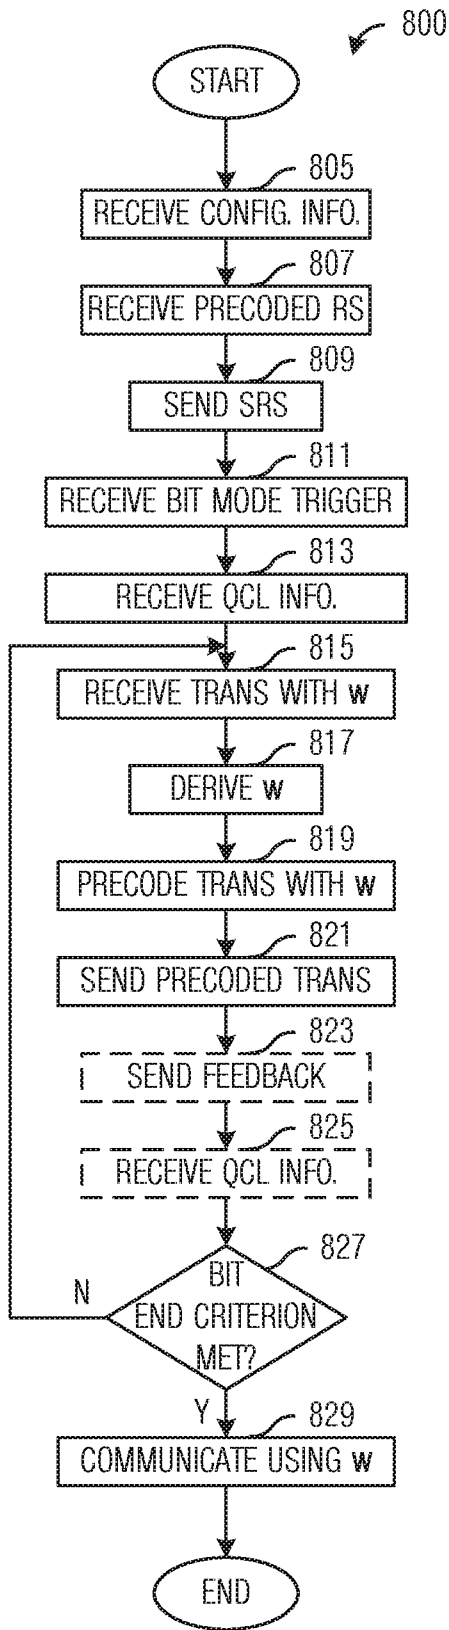 800
START
805
RECEIVE CONFIG. INFO.
807
RECEIVE PRECODED RS
809
SEND SRS
811
RECEIVE BIT MODE TRIGGER
813
RECEIVE QCL INFO.
815
RECEIVE TRANS WITH w
817
DERIVE w
819
PRECODE TRANS WITH w
821
SEND PRECODED TRANS
823
SEND FEEDBACK
825
RECEIVE QCL INFO.
827
BIT
END CRITERION
MET?
N
Y
829
COMMUNICATE USING w
END